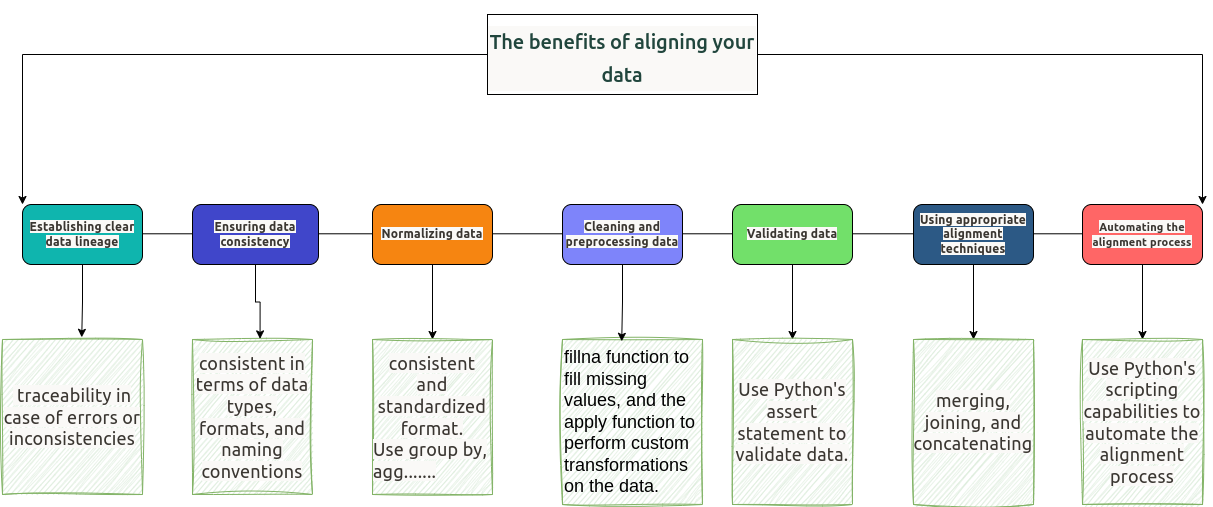 The benefits of aligning your
data
Establishing clear
data lineage
Ensuring data
consistency
Normalizing data
Cleaning and
preprocessing data
Validating data
Using appropriate
alignment
techniques
Automating the
alignment process
traceability in
case of errors or
inconsistencies
consistent in
terms of data
types,
formats, and
naming
conventions
consistent
and
standardized
format.
Use group by,
agg.......
fillna function to
fill missing
values, and the
apply function to
perform custom
transformations
on the data.
Use Python's
assert
statement to
validate data.
merging,
joining, and
concatenating
Use Python's
scripting
capabilities to
automate the
alignment
process